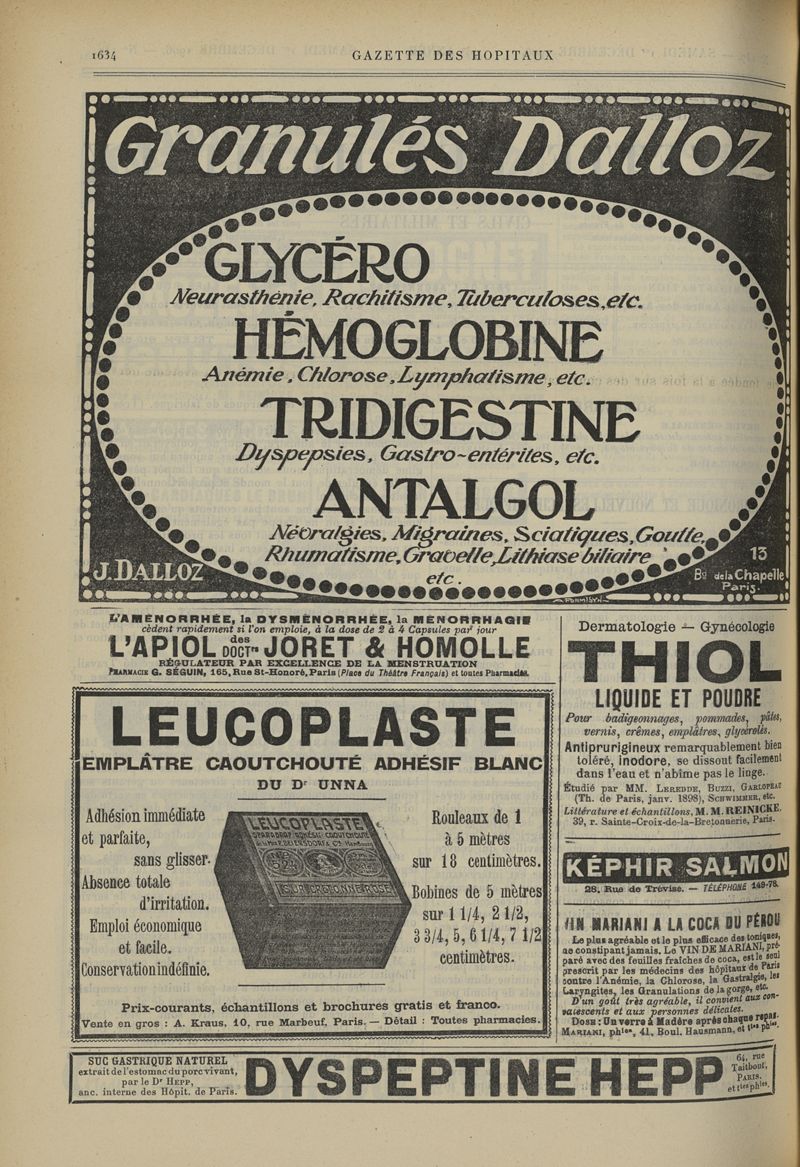 1634
GAZETTE DES HOPITAUX
Granulés Dalloz
GLYCÉRO
Neurasthénie, Rachitisme, Tuberculoses, etc.
HÉMOGLOBINE
Anémie, Chlorose, Lymphatisme, etc.
TRIDIGESTINE
Dyspepsies, Gastro-entérites, etc.
ANTALGOL
Névralgies, Migraines, Sciatiques, Goutte,
Rhumatisme, Gravelle, Lithiase biliaire
etc.
J. DALLOZ
13
Bd de la Chapelle
Paris.
L'AMÉNORRHÉE, la DYSMÉNORRHÉE, la MÉNORRHAGIE
cèdent rapidement si l'on emploie, à la dose de 2 à 4 Capsules par jour
L'APIOL des DOCTrs JORET & HOMOLLE
RÉGULATEUR PAR EXCELLENCE DE LA MENSTRUATION
PHARMACIE G. SÉGUIN, 165, Rue St-Honoré, Paris (Place du Théâtre Français) et toutes Pharmacies.
LEUCOPLASTE
EMPLÂTRE CAOUTCHOUTÉ ADHÉSIF BLANC
DU Dr UNNA
Adhésion immédiate
et parfaite,
sans glisser.
Absence totale
d'irritation.
Emploi économique
et facile.
Conservation indéfinie.
LEUCOPLASTE
SPARADRAP ADHÉSIF CAOUTCHOUTÉ
de la Mon P. BEIERSDORF & Co Hambourg
SUR CRETONNE ROSE
Rouleaux de 1
à 5 mètres
sur 18 centimètres.
Bobines de 5 mètres
sur 1 1/4, 2 1/2,
3 3/4, 5, 6 1/4, 7 1/2
centimètres.
Prix-courants, échantillons et brochures gratis et franco.
Vente en gros : A. Kraus, 10, rue Marbeuf, Paris. — Détail : Toutes pharmacies.
Dermatologie — Gynécologie
THIOL
LIQUIDE ET POUDRE
Pour badigeonnages, pommades, pâtes,
vernis, crêmes, emplâtres, glycérolés.
Antiprurigineux remarquablement bien
toléré, inodore, se dissout facilement
dans l'eau et n'abîme pas le linge.
Étudié par MM. LEREDDE, BUZZI, GARLOPEAU
(Th. de Paris, janv. 1898), SCHWIMMER, etc.
Littérature et échantillons, M. M. REINICKE.
39, r. Sainte-Croix-de-la-Bretonnerie, Paris.
KÉPHIR SALMON
28, Rue de Trévise. — TÉLÉPHONE 149-78.
VIN MARIANI A LA COCA DU PÉROU
Le plus agréable et le plus efficace des toniques,
ne constipant jamais. Le VIN DE MARIANI, pré-
paré avec des feuilles fraîches de coca, est le seul
prescrit par les médecins des hôpitaux de Paris
contre l'Anémie, la Chlorose, la Gastralgie, les
Laryngites, les Granulations de la gorge, etc.
D'un goût très agréable, il convient aux con-
valescents et aux personnes délicates.
DOSE : Un verre à Madère après chaque repas.
MARIANI, phien, 41, Boul. Hausmann, et ttes phies.
SUC GASTRIQUE NATUREL
extrait de l'estomac du porc vivant,
par le Dr HEPP,
anc. interne des Hôpit. de Paris.
DYSPEPTINE HEPP
64, rue
Taitbout,
PARIS.
et ttes phies.